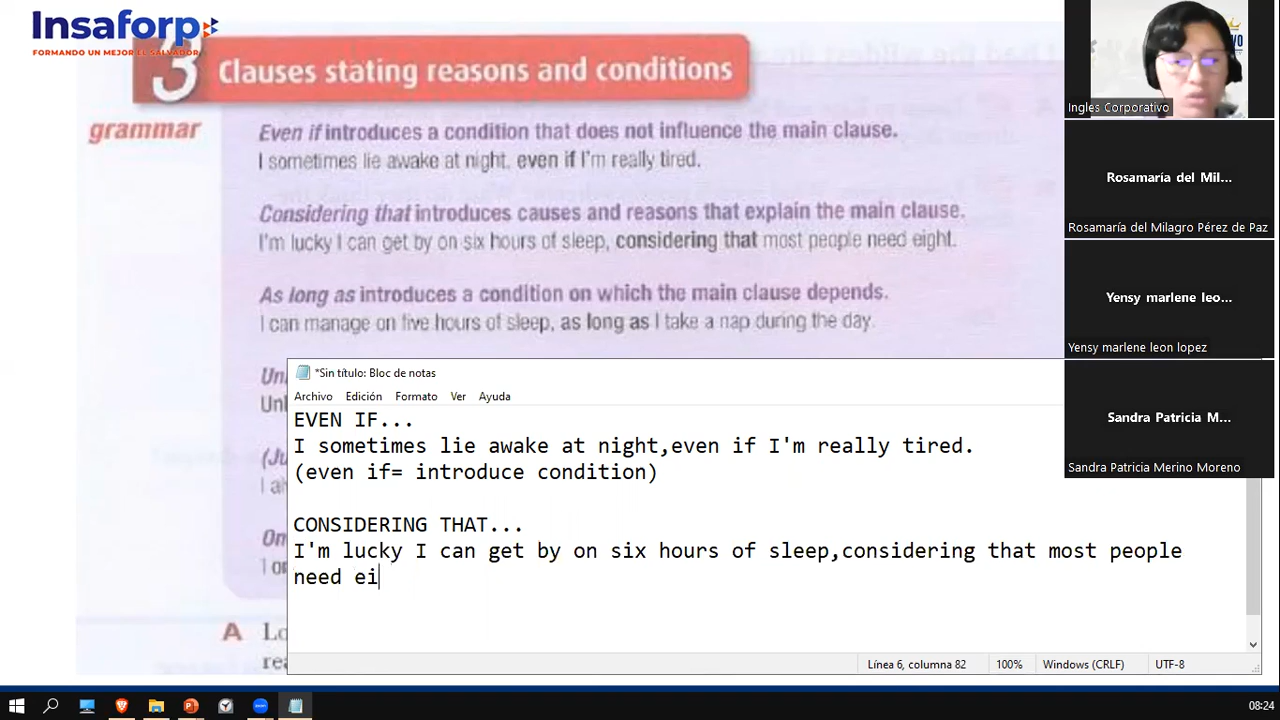 Insaforp
FORMANDO UN MEJOR EL SALVADOR
3 Clauses stating reasons and conditions
grammar
Even if introduces a condition that does not influence the main clause.
I sometimes lie awake at night, even if I'm really tired.
Considering that introduces causes and reasons that explain the main clause.
I'm lucky I can get by on six hours of sleep, considering that most people need eight.
As long as introduces a condition on which the main clause depends.
I can manage on five hours of sleep, as long as I take a nap during the day.
(Ju
A
*Sin título: Bloc de notas
Archivo Edición Formato Ver Ayuda
EVEN IF...
I sometimes lie awake at night,even if I'm really tired.
(even if= introduce condition)
CONSIDERING THAT...
I'm lucky I can get by on six hours of sleep,considering that most people
need ei
Línea 6, columna 82 100% Windows (CRLF) UTF-8
Ingles Corporativo
Rosamaría del Mil...
Rosamaría del Milagro Pérez de Paz
Yensy marlene leo...
Yensy marlene leon lopez
Sandra Patricia M...
Sandra Patricia Merino Moreno
08:24